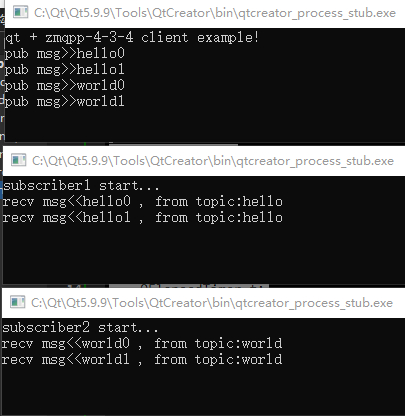 C:\Qt\Qt5.9.9\Tools\QtCreator\bin\qtcreator_process_stub.exe
qt + zmqpp-4-3-4 client example!
pub msg>>hello0
pub msg>>hello1
pub msg>>world0
pub msg>>world1
C:\Qt\Qt5.9.9\Tools\QtCreator\bin\qtcreator_process_stub.exe
subscriber1 start...
recv msg<<hello0 , from topic:hello
recv msg<<hello1 , from topic:hello
C:\Qt\Qt5.9.9\Tools\QtCreator\bin\qtcreator_process_stub.exe
subscriber2 start...
recv msg<<world0 , from topic:world
recv msg<<world1 , from topic:world